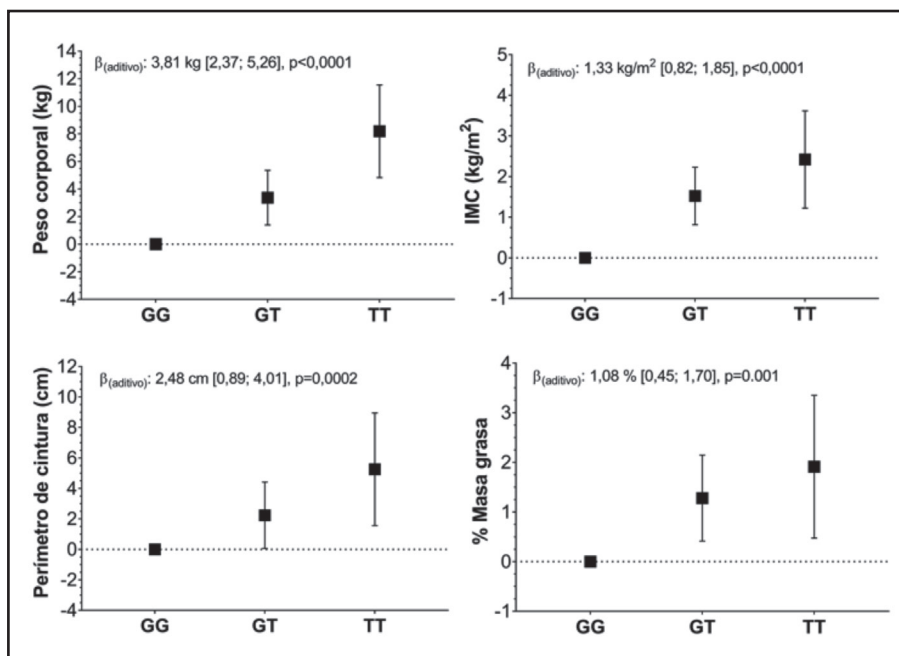 β(aditivo): 3,81 kg [2,37; 5,26], p<0,0001
Peso corporal (kg)
14
12
10
8
6
4
2
0
-2
-4
GG GT TT
β(aditivo): 1,33 kg/m² [0,82; 1,85], p<0,0001
IMC (kg/m²)
5
4
3
2
1
0
-1
GG GT TT
β(aditivo): 2,48 cm [0,89; 4,01], p=0,0002
Perímetro de cintura (cm)
12
10
8
6
4
2
0
-2
-4
GG GT TT
β(aditivo): 1,08 % [0,45; 1,70], p=0.001
% Masa grasa
4
3
2
1
0
-1
GG GT TT